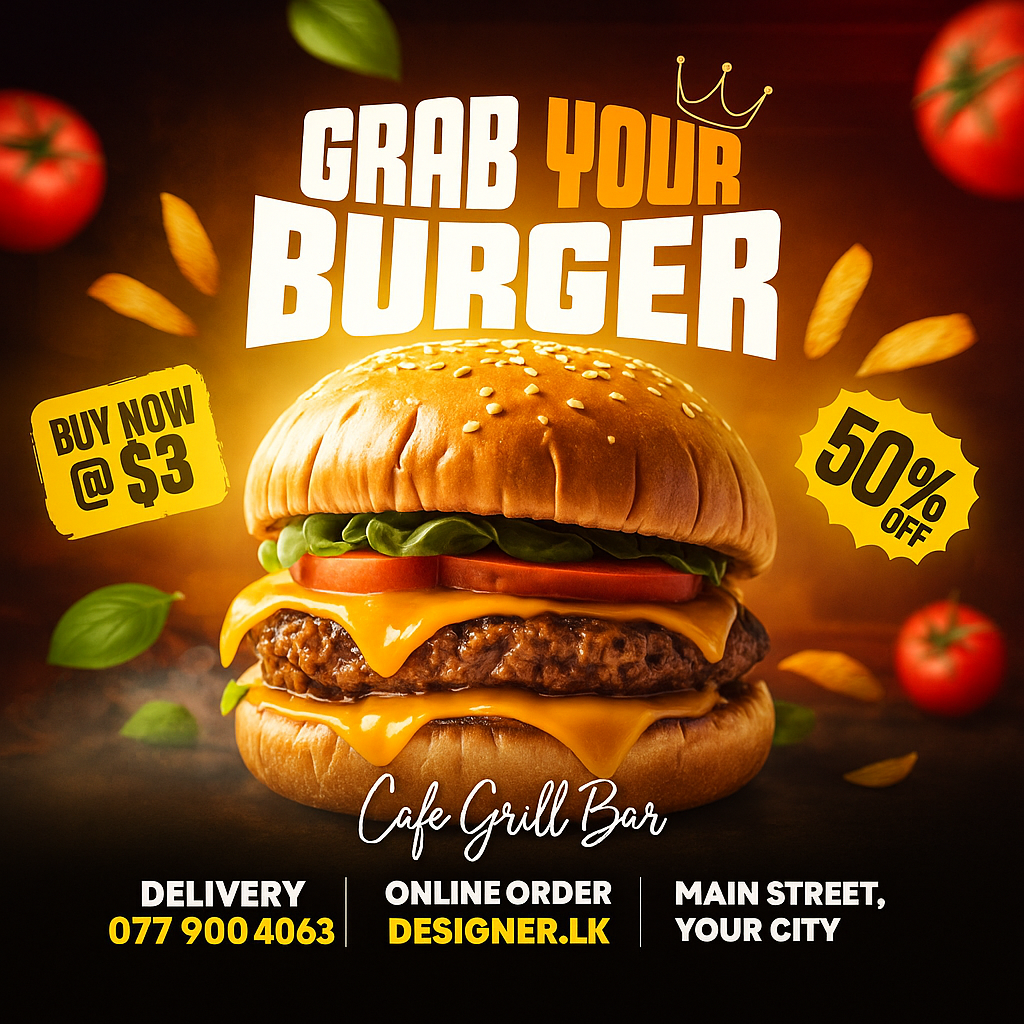 GRAB YOUR
BURGER
BUY NOW
@ $3
50%
OFF
Cafe Grill Bar
DELIVERY
077 900 4063
ONLINE ORDER
DESIGNER.LK
MAIN STREET,
YOUR CITY